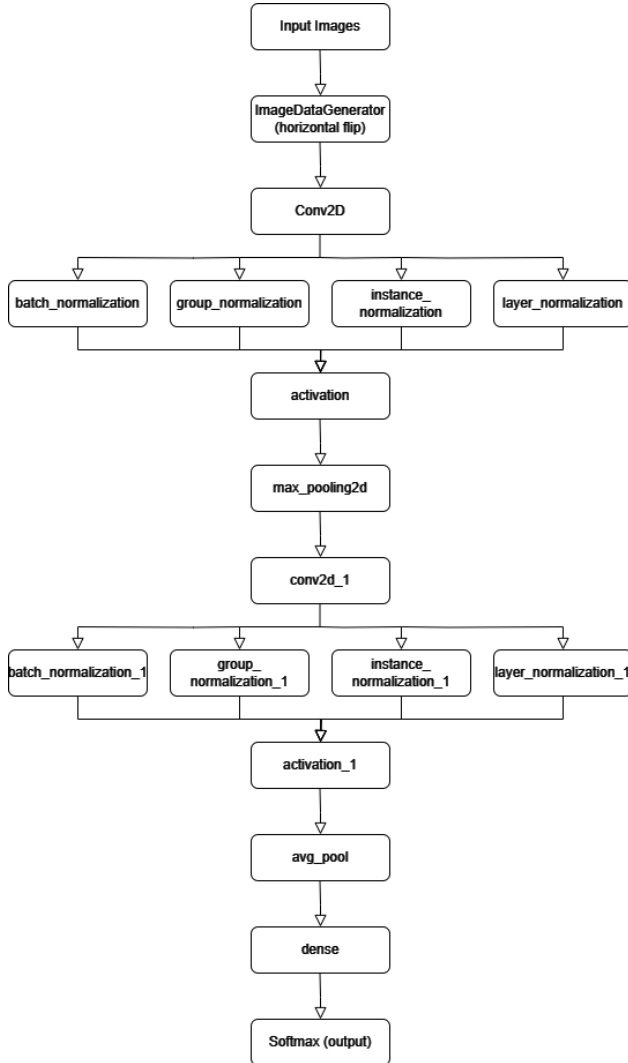 Input Images
ImageDataGenerator
(horizontal flip)
Conv2D
batch_normalization
group_normalization
instance_
normalization
layer_normalization
activation
max_pooling2d
conv2d_1
batch_normalization_1
group_
normalization_1
instance_
normalization_1
layer_normalization_1
activation_1
avg_pool
dense
Softmax (output)